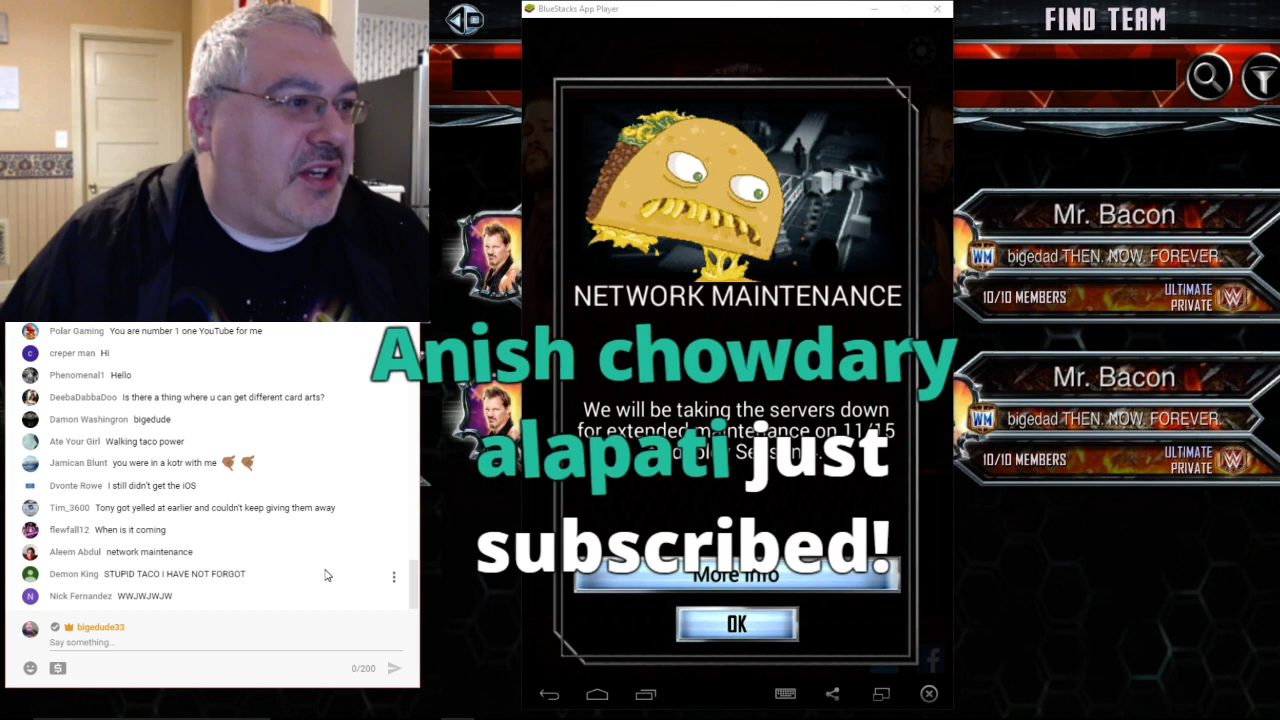 BlueStacks App Player
FIND TEAM
NETWORK MAINTENANCE
We will be taking the servers down
for extended maintenance on 11/15
More Info
OK
Anish chowdary
alapati just
subscribed!
Mr. Bacon
WM
bigedad THEN. NOW. FOREVER.
10/10 MEMBERS
ULTIMATE
PRIVATE
Mr. Bacon
WM
bigedad THEN. NOW. FOREVER.
10/10 MEMBERS
ULTIMATE
PRIVATE
Polar Gaming You are number 1 one YouTube for me
creper man Hi
Phenomenal1 Hello
DeebaDabbaDoo Is there a thing where u can get different card arts?
Damon Washingron bigedude
Ate Your Girl Walking taco power
Jamican Blunt you were in a kotr with me
Dvonte Rowe I still didn't get the iOS
Tim_3600 Tony got yelled at earlier and couldn't keep giving them away
flewfall12 When is it coming
Aleem Abdul network maintenance
Demon King STUPID TACO I HAVE NOT FORGOT
N Nick Fernandez WWJWJWJW
bigedude33
Say something...
0/200